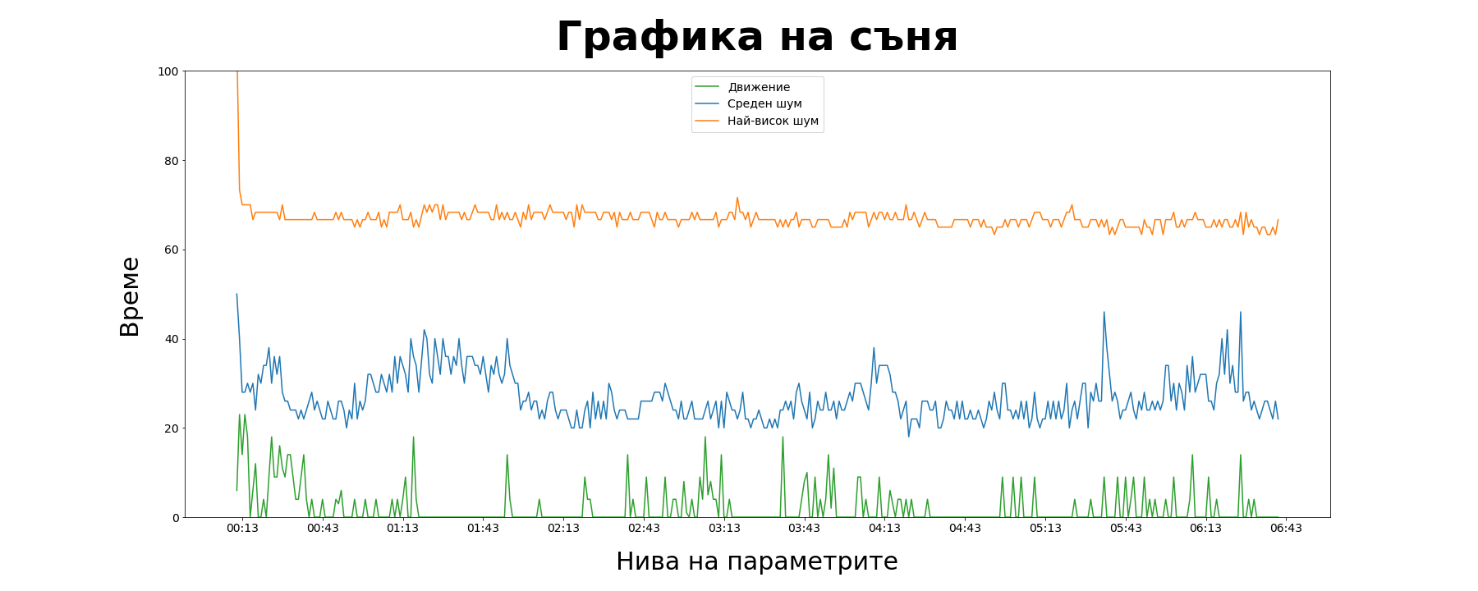 Графика на съня
Движение
Среден шум
Най-висок шум
Време
100
80
60
40
20
0
00:13 00:43 01:13 01:43 02:13 02:43 03:13 03:43 04:13 04:43 05:13 05:43 06:13 06:43
Нива на параметрите